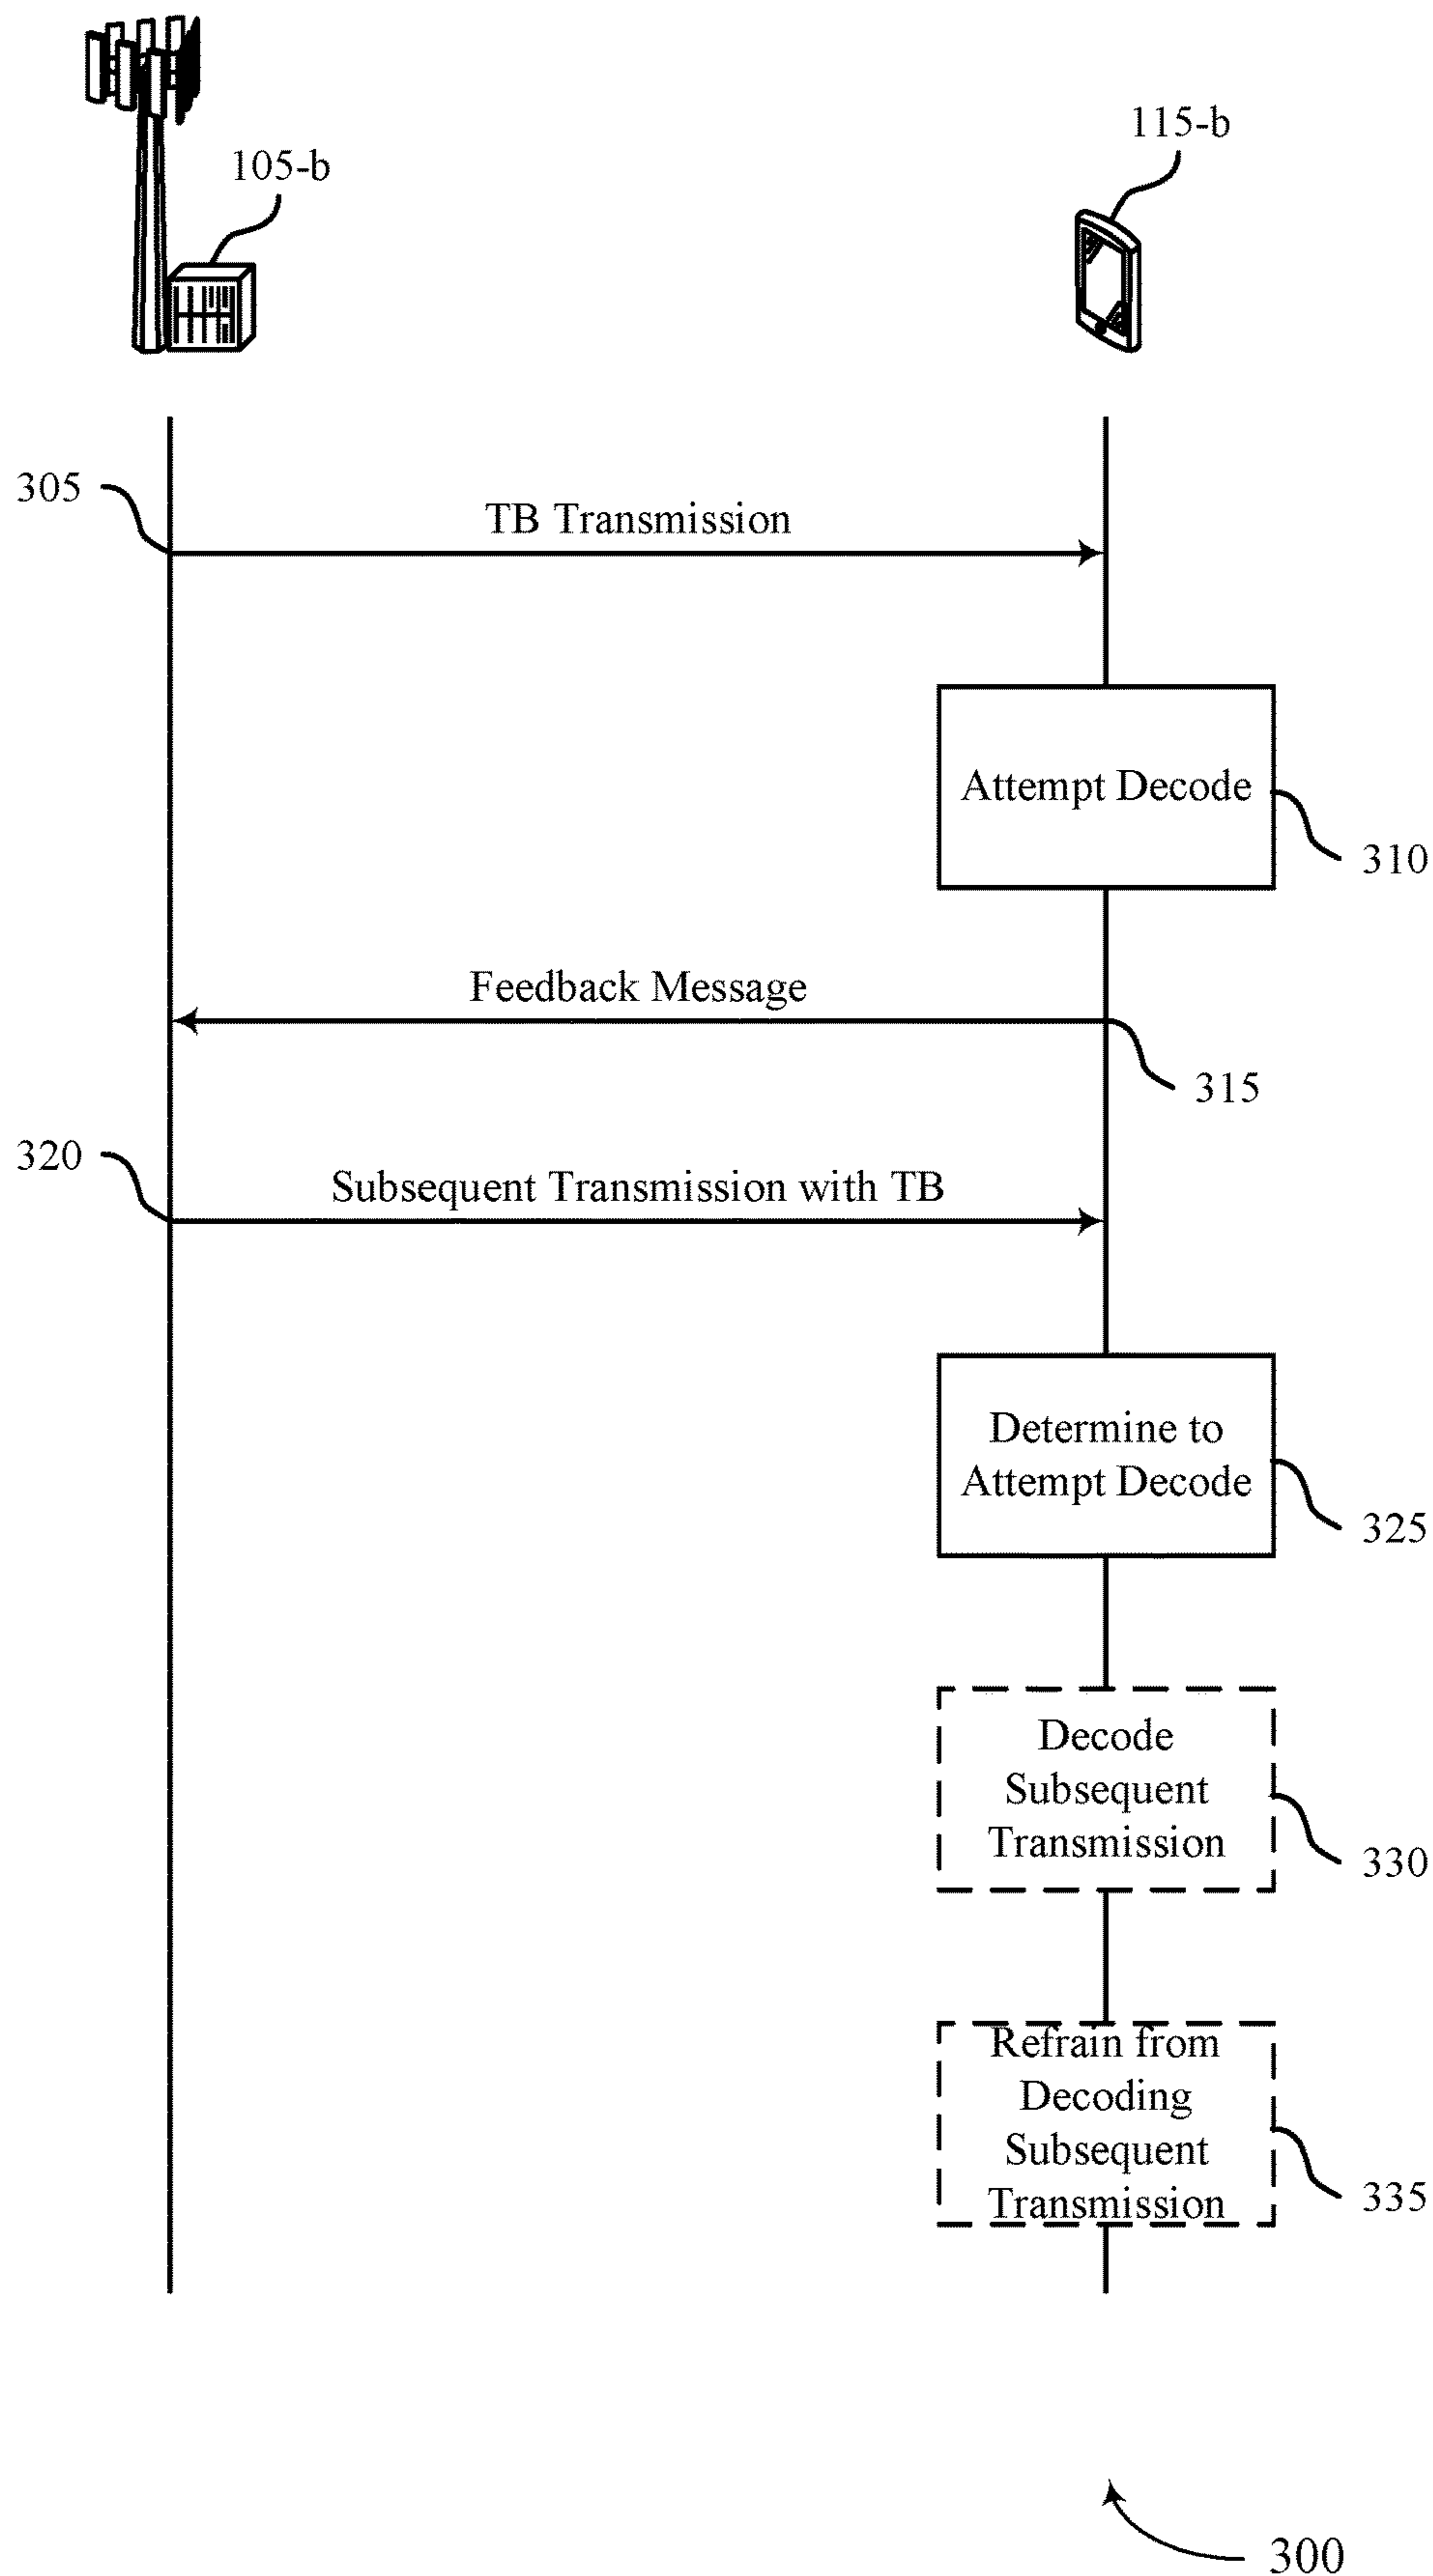 115-b
105-b
305
TB Transmission
Attempt Decode
310
Feedback Message
315
320
Subsequent Transmission with TB
Determine to
Attempt Decode
325
Decode
Subsequent
Transmission
330
Refrain from
Decoding
Subsequent
Transmission
335
300